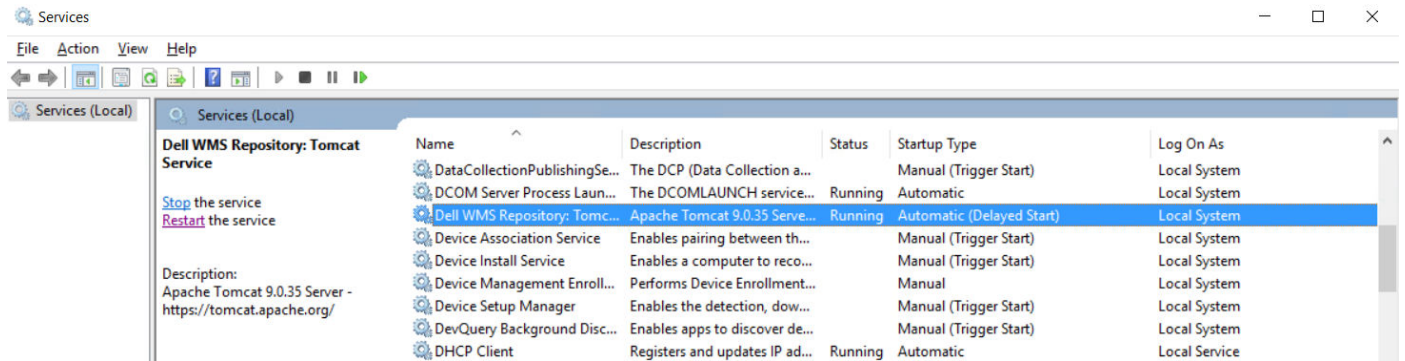 Services
File Action View Help
Services (Local)
Services (Local)
Dell WMS Repository: Tomcat
Service
Stop the service
Restart the service
Description:
Apache Tomcat 9.0.35 Server -
https://tomcat.apache.org/
Name Description Status Startup Type Log On As
DataCollectionPublishingSe... The DCP (Data Collection a... Manual (Trigger Start) Local System
DCOM Server Process Laun... The DCOMLAUNCH service... Running Automatic Local System
Dell WMS Repository: Tomc... Apache Tomcat 9.0.35 Serve... Running Automatic (Delayed Start) Local System
Device Association Service Enables pairing between th... Manual (Trigger Start) Local System
Device Install Service Enables a computer to reco... Manual (Trigger Start) Local System
Device Management Enroll... Performs Device Enrollment... Manual Local System
Device Setup Manager Enables the detection, dow... Manual (Trigger Start) Local System
DevQuery Background Disc... Enables apps to discover de... Manual (Trigger Start) Local System
DHCP Client Registers and updates IP ad... Running Automatic Local Service